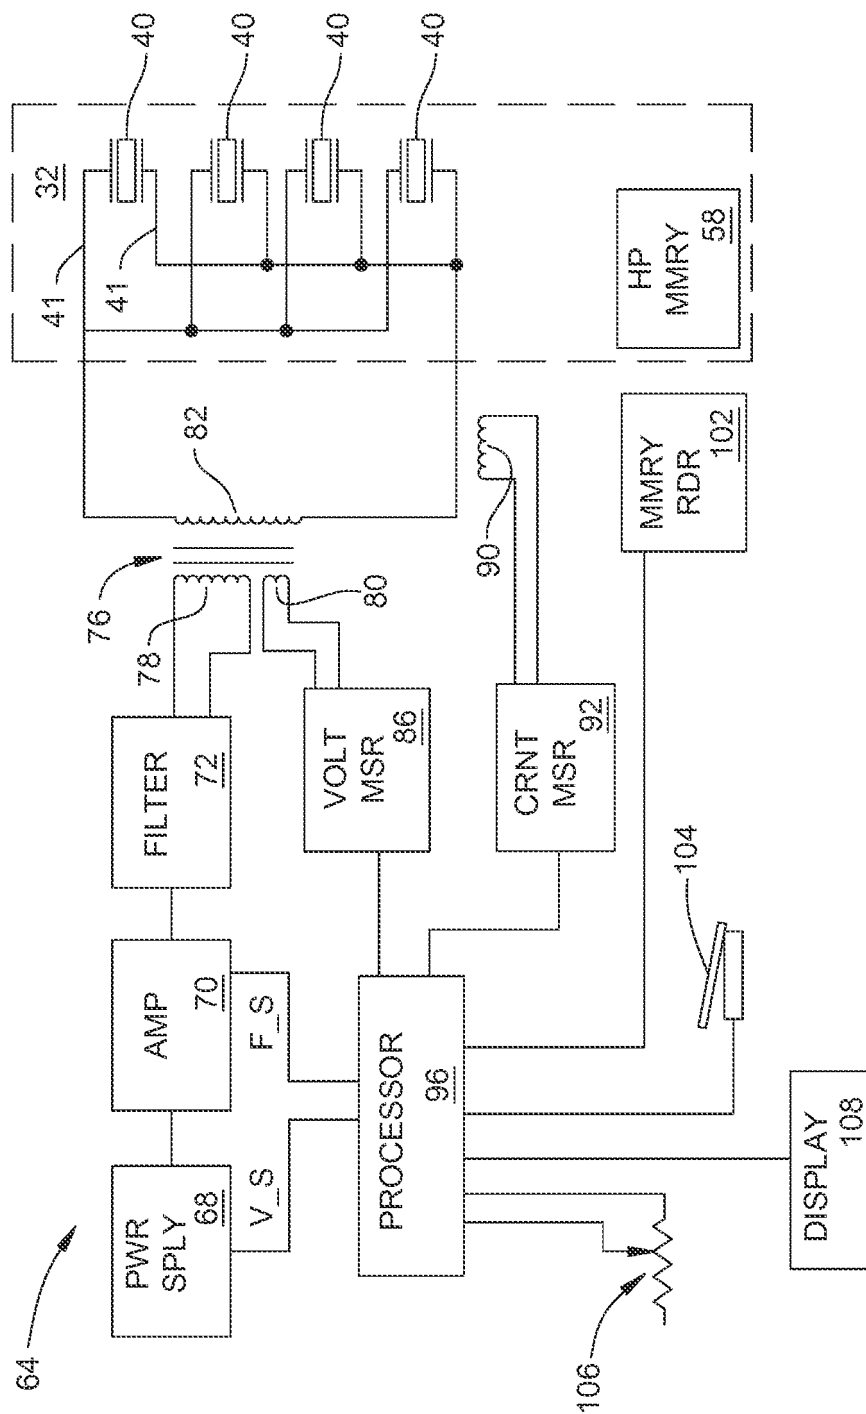 64
PWR
SPLY
68
AMP
70
FILTER
72
76
78
80
82
41
41
32
40
40
40
40
V_S
F_S
VOLT
MSR
86
PROCESSOR
96
CRNT
MSR
92
90
HP
MMRY
58
106
DISPLAY
108
104
MMRY
RDR
102